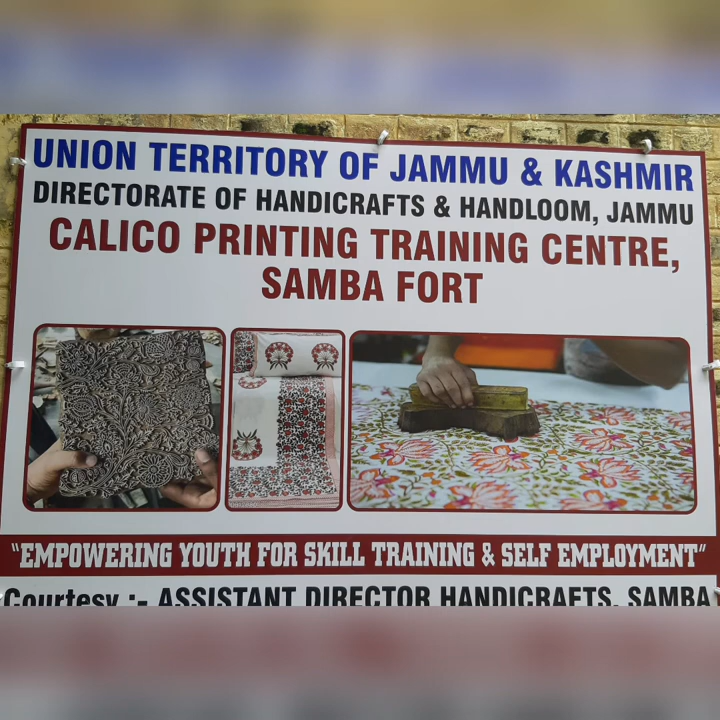 UNION TERRITORY OF JAMMU & KASHMIR
DIRECTORATE OF HANDICRAFTS & HANDLOOM, JAMMU
CALICO PRINTING TRAINING CENTRE,
SAMBA FORT
"EMPOWERING YOUTH FOR SKILL TRAINING & SELF EMPLOYMENT"
Courtesy :- ASSISTANT DIRECTOR HANDICRAFTS, SAMBA